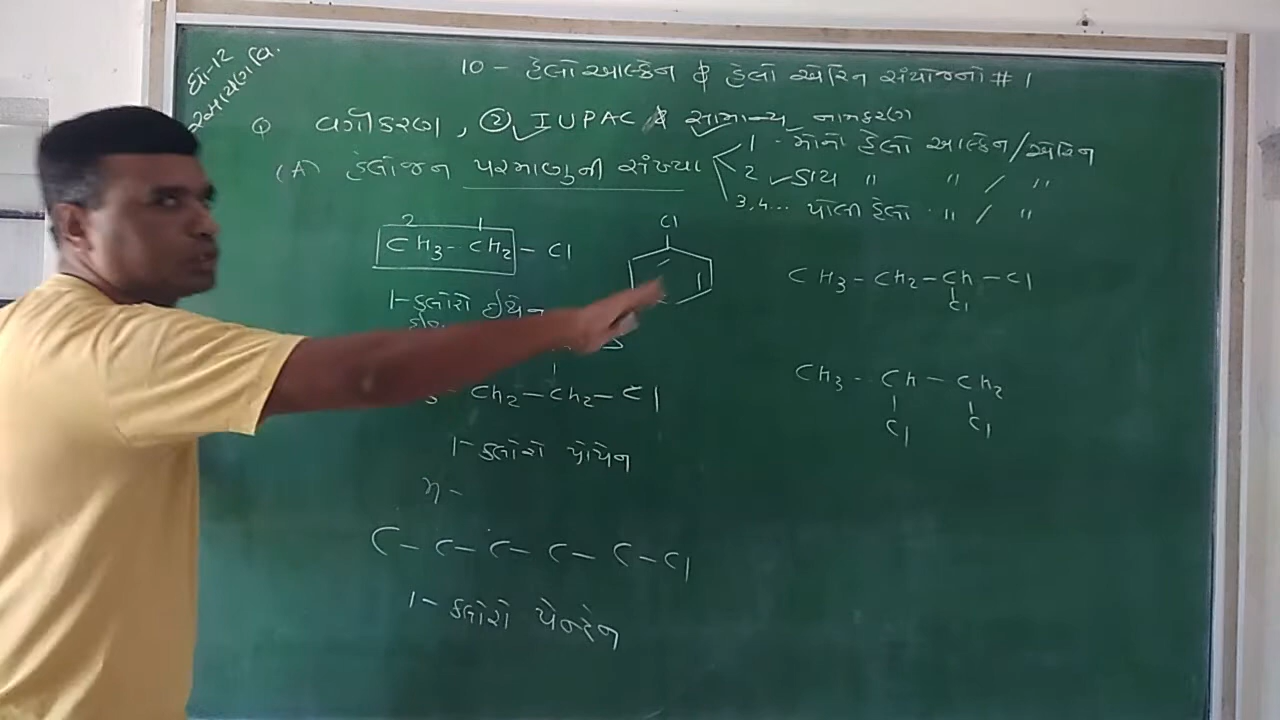 ધો-12
રસાયણ વિ.
10 - હેલો આલ્કેન & હેલો એરિન સંયોજનો # 1
Q વર્ગીકરણ, ② IUPAC & સામાન્ય નામકરણ
(A) હેલોજન પરમાણુની સંખ્યા
1 - મોનો હેલો આલ્કેન/એરિન
2 ડાય " " / "
3,4... પોલી હેલો " / "
2 1
CH3- CH2 - Cl
1- ક્લોરો ઈથેન
Cl
CH3 - CH2 - Ch - Cl
Cl
Ch2 - Ch2 - Cl
1- ક્લોરો પ્રોપેન
CH3 - Ch - CH2
Cl Cl
n -
C - C - C - C - C - Cl
1- ક્લોરો પેન્ટેન